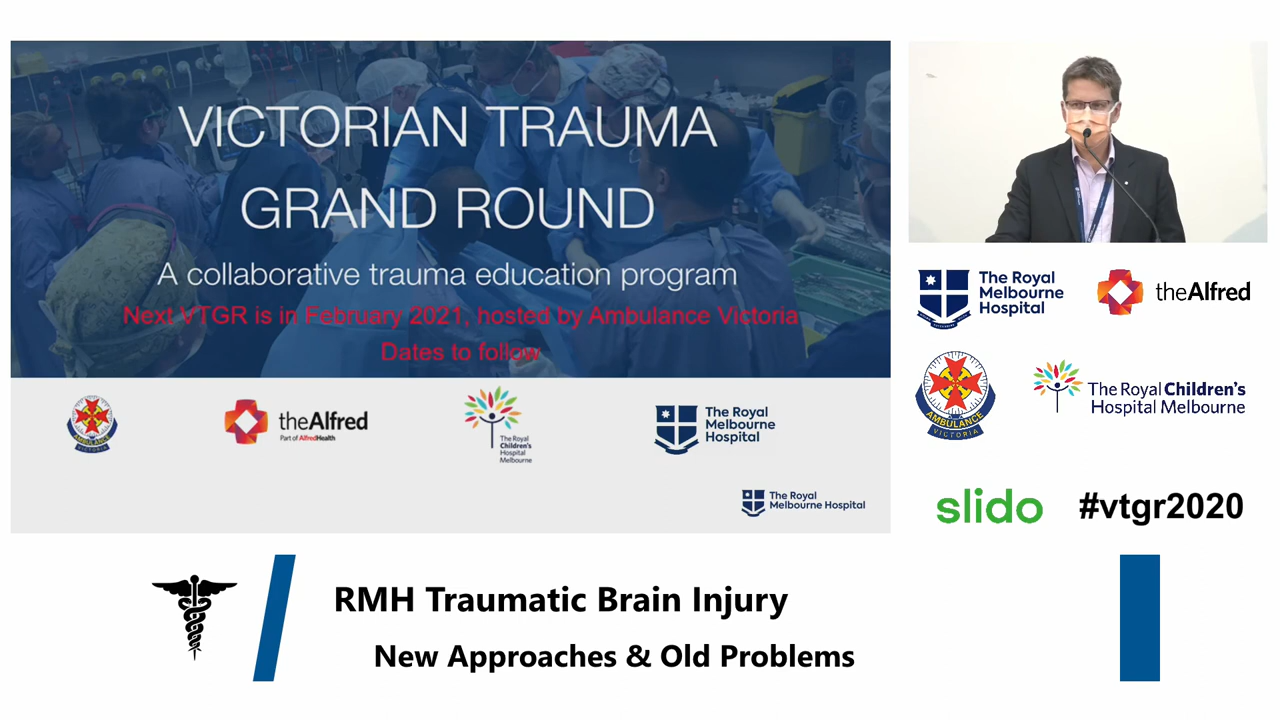 VICTORIAN TRAUMA
GRAND ROUND
A collaborative trauma education program
Next VTGR is in February 2021, hosted by Ambulance Victoria
Dates to follow
AMBULANCE
VICTORIA
theAlfred
Part of AlfredHealth
The Royal
Children's
Hospital
Melbourne
The Royal
Melbourne
Hospital
The Royal
Melbourne Hospital
The Royal
Melbourne
Hospital
theAlfred
AMBULANCE
VICTORIA
The Royal Children's
Hospital Melbourne
slido
#vtgr2020
RMH Traumatic Brain Injury
New Approaches & Old Problems